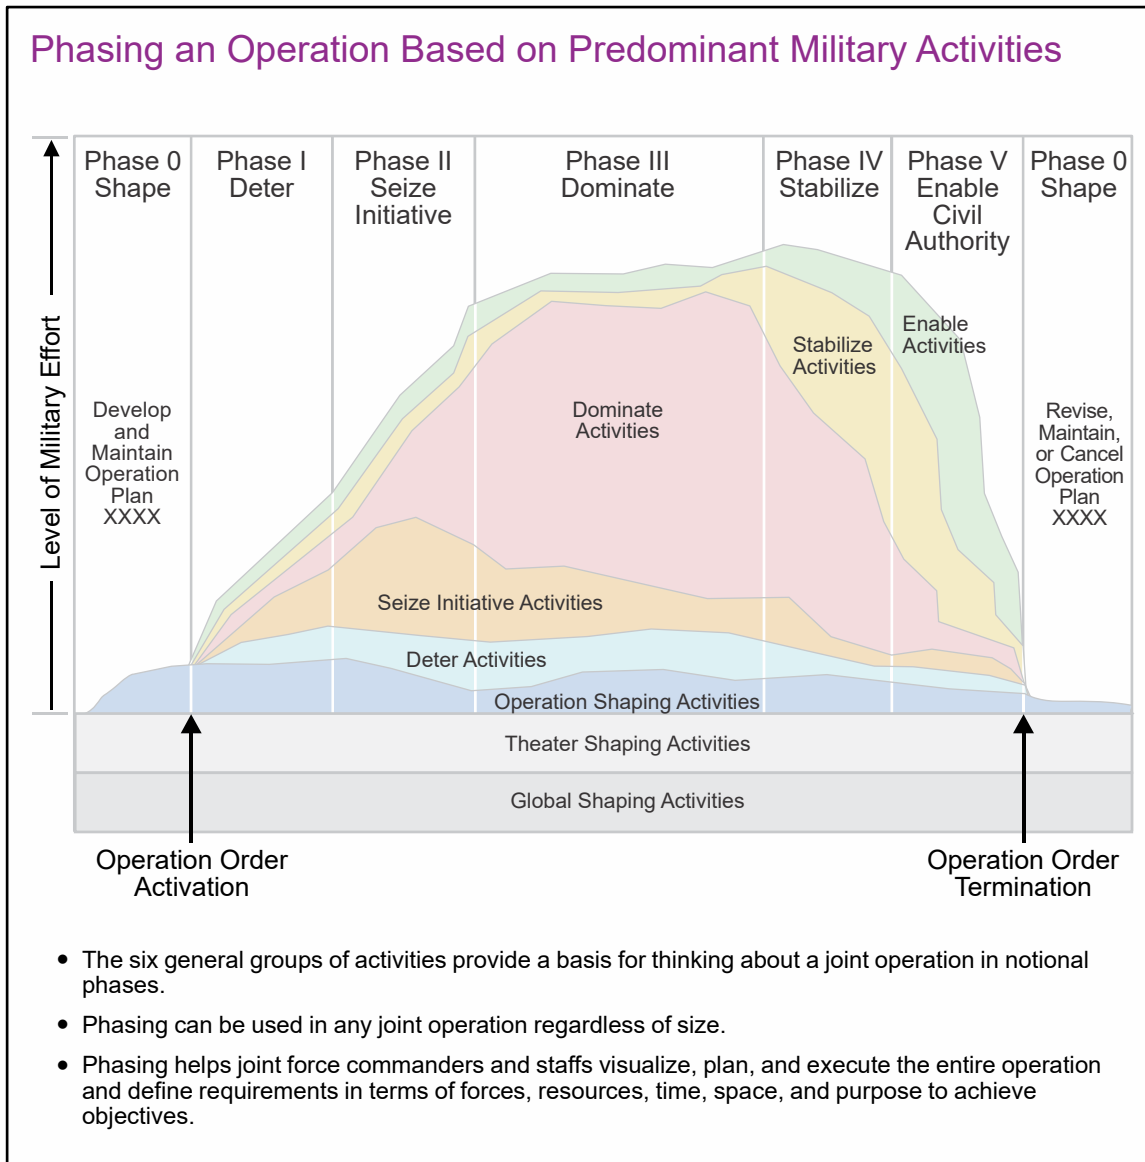 Phasing an Operation Based on Predominant Military Activities
Level of Military Effort
Phase 0
Shape
Phase I
Deter
Phase II
Seize
Initiative
Phase III
Dominate
Phase IV
Stabilize
Phase V
Enable
Civil
Authority
Phase 0
Shape
Develop
and
Maintain
Operation
Plan
XXXX
Enable
Activities
Stabilize
Activities
Dominate
Activities
Revise,
Maintain,
or Cancel
Operation
Plan
XXXX
Seize Initiative Activities
Deter Activities
Operation Shaping Activities
Theater Shaping Activities
Global Shaping Activities
Operation Order
Activation
Operation Order
Termination
• The six general groups of activities provide a basis for thinking about a joint operation in notional
phases.
• Phasing can be used in any joint operation regardless of size.
• Phasing helps joint force commanders and staffs visualize, plan, and execute the entire operation
and define requirements in terms of forces, resources, time, space, and purpose to achieve
objectives.